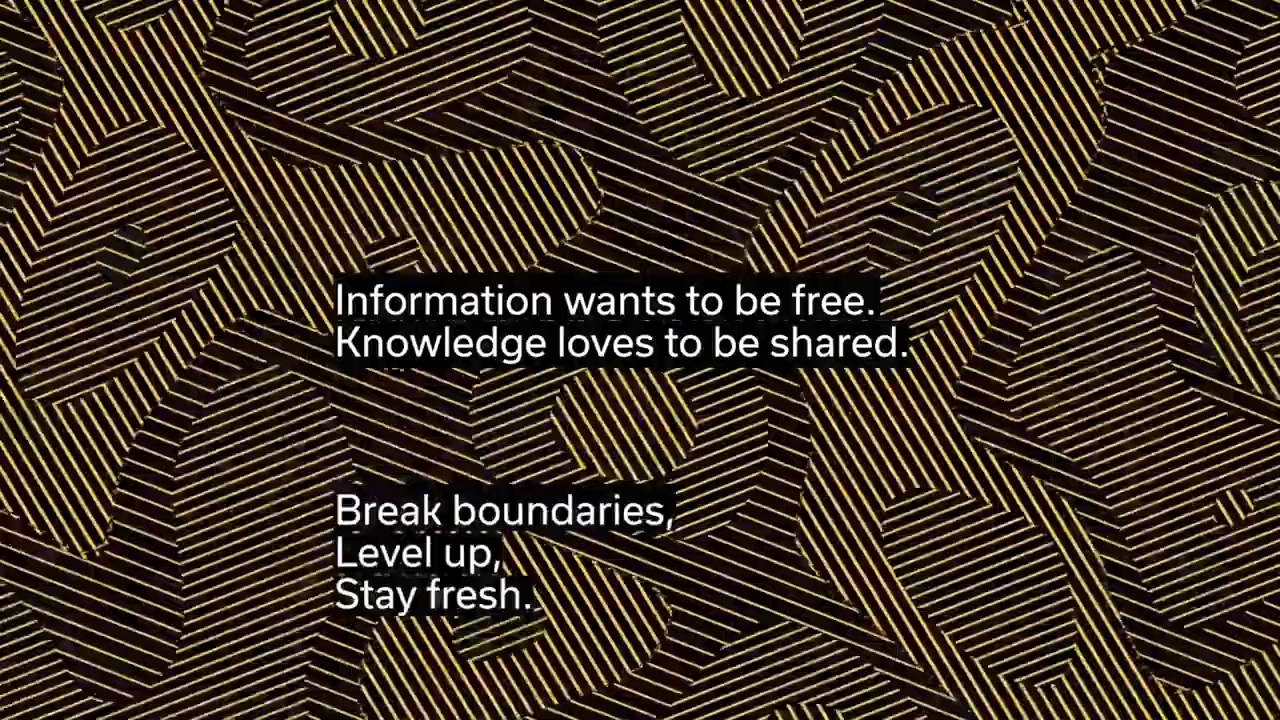 Information wants to be free.
Knowledge loves to be shared.
Break boundaries,
Level up,
Stay fresh.